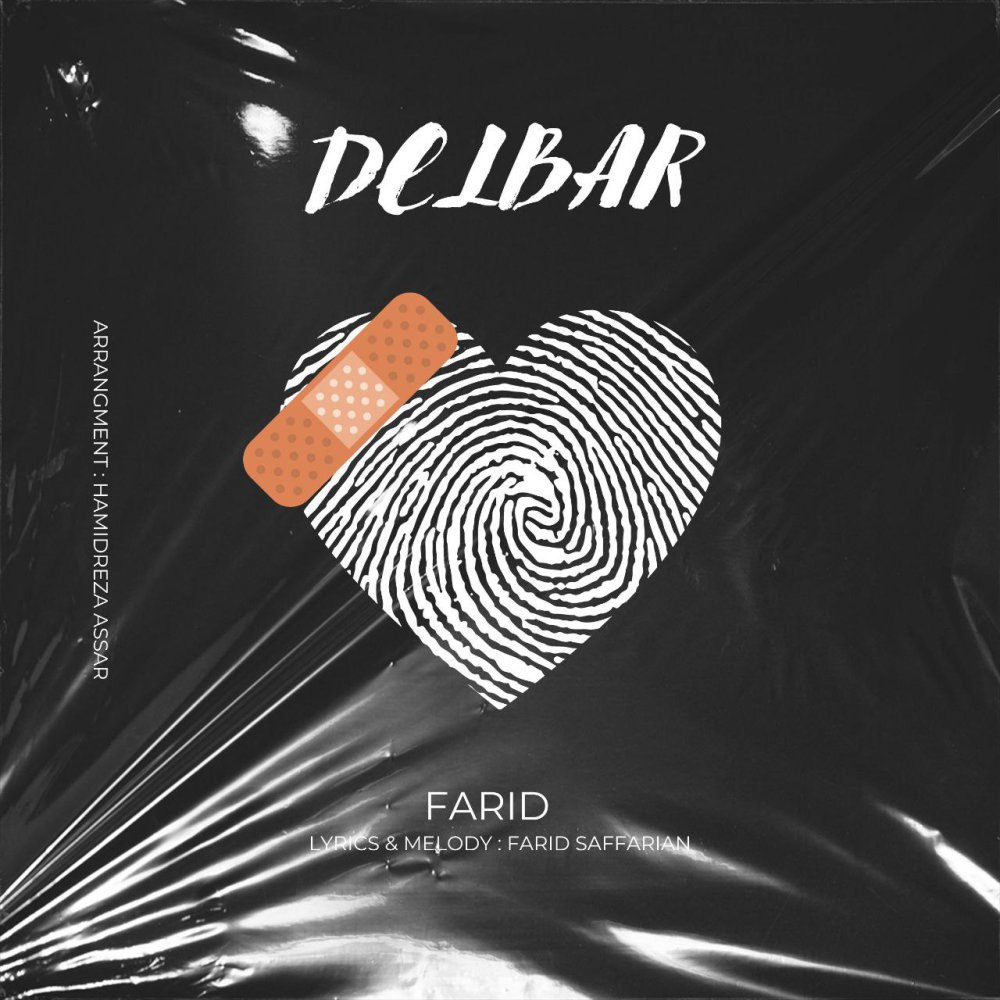 DELBAR
ARRANGMENT : HAMIDREZA ASSAR
FARID
LYRICS & MELODY : FARID SAFFARIAN